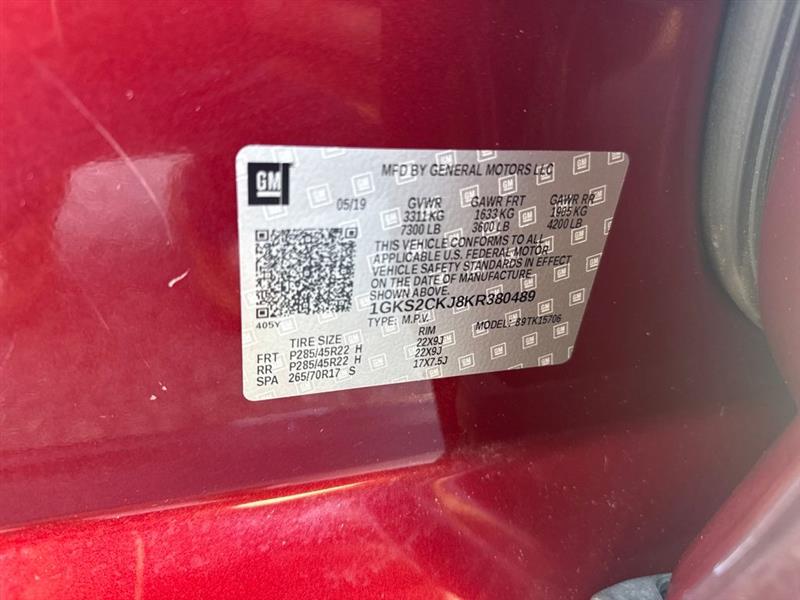 GM
MFD BY GENERAL MOTORS LLC
05/19 GVWR GAWR FRT GAWR RR
3311 KG 1633 KG 1905 KG
7300 LB 3600 LB 4200 LB
THIS VEHICLE CONFORMS TO ALL
APPLICABLE U.S. FEDERAL MOTOR
VEHICLE SAFETY STANDARDS IN EFFECT
ON THE DATE OF MANUFACTURE
SHOWN ABOVE.
1GKS2CKJ8KR380489
405Y
TYPE: M.P.V. MODEL: S9TK15706
TIRE SIZE RIM
FRT P285/45R22 H 22X9J
RR P285/45R22 H 22X9J
SPA 265/70R17 S 17X7.5J